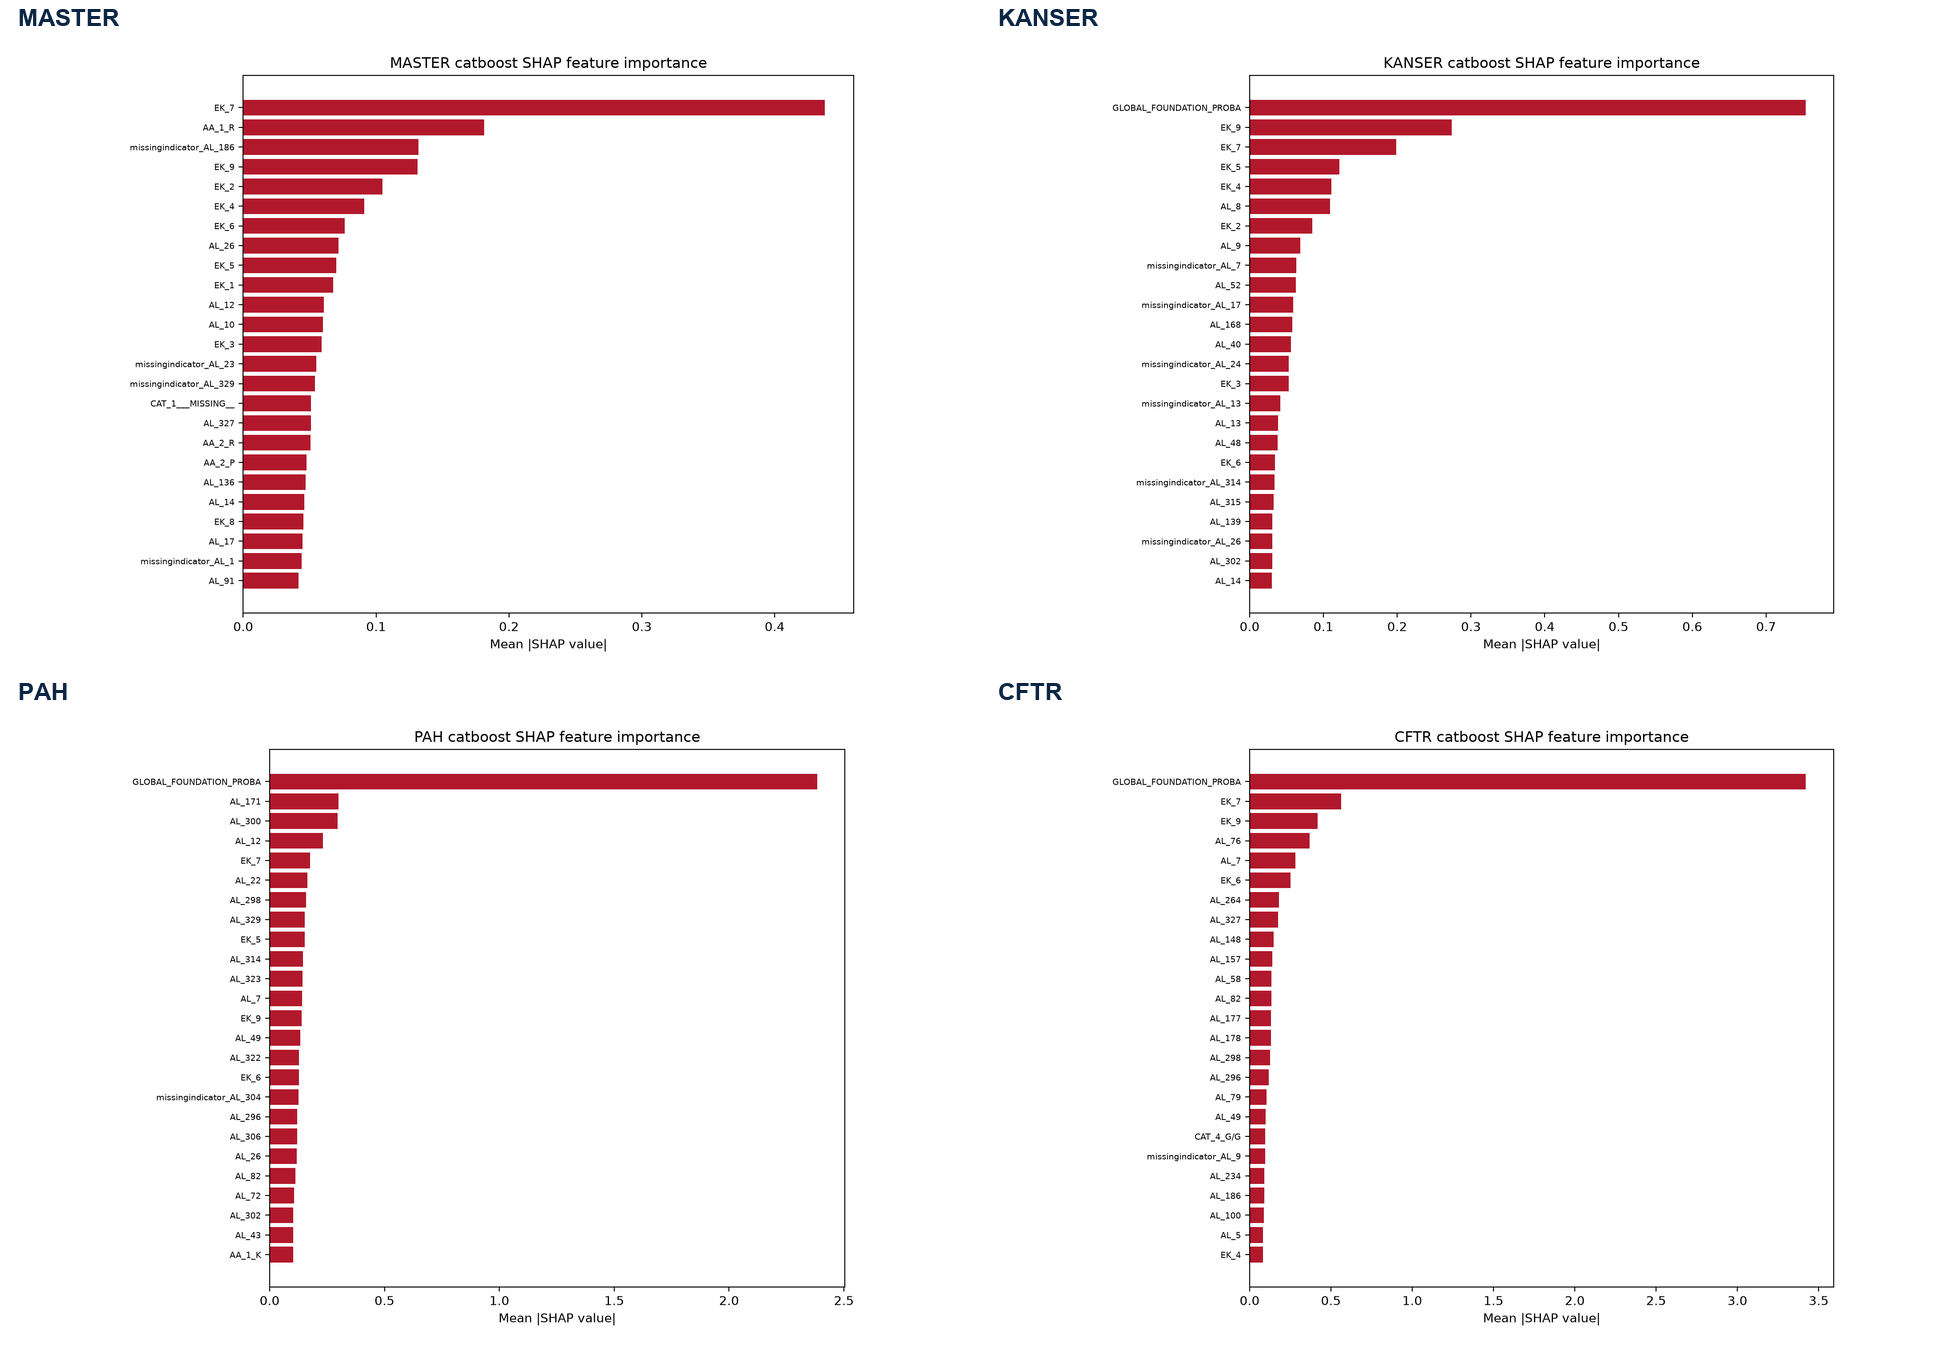 MASTER
MASTER catboost SHAP feature importance
EK_7
AA_1_R
missingindicator_AL_186
EK_9
EK_2
EK_4
EK_6
AL_26
EK_5
EK_1
AL_12
AL_10
EK_3
missingindicator_AL_23
missingindicator_AL_329
CAT_1___MISSING__
AL_327
AA_2_R
AA_2_P
AL_136
AL_14
EK_8
AL_17
missingindicator_AL_1
AL_91
0.0 0.1 0.2 0.3 0.4
Mean |SHAP value|
KANSER
KANSER catboost SHAP feature importance
GLOBAL_FOUNDATION_PROBA
EK_9
EK_7
EK_5
EK_4
AL_8
EK_2
AL_9
missingindicator_AL_7
AL_52
missingindicator_AL_17
AL_168
AL_40
missingindicator_AL_24
EK_3
missingindicator_AL_13
AL_13
AL_48
EK_6
missingindicator_AL_314
AL_315
AL_139
missingindicator_AL_26
AL_302
AL_14
0.0 0.1 0.2 0.3 0.4 0.5 0.6 0.7
Mean |SHAP value|
PAH
PAH catboost SHAP feature importance
GLOBAL_FOUNDATION_PROBA
AL_171
AL_300
AL_12
EK_7
AL_22
AL_298
AL_329
EK_5
AL_314
AL_323
AL_7
EK_9
AL_49
AL_322
EK_6
missingindicator_AL_304
AL_296
AL_306
AL_26
AL_82
AL_72
AL_302
AL_43
AA_1_K
0.0 0.5 1.0 1.5 2.0 2.5
Mean |SHAP value|
CFTR
CFTR catboost SHAP feature importance
GLOBAL_FOUNDATION_PROBA
EK_7
EK_9
AL_76
AL_7
EK_6
AL_264
AL_327
AL_148
AL_157
AL_58
AL_82
AL_177
AL_178
AL_298
AL_296
AL_79
AL_49
CAT_4_G/G
missingindicator_AL_9
AL_234
AL_186
AL_100
AL_5
EK_4
0.0 0.5 1.0 1.5 2.0 2.5 3.0 3.5
Mean |SHAP value|